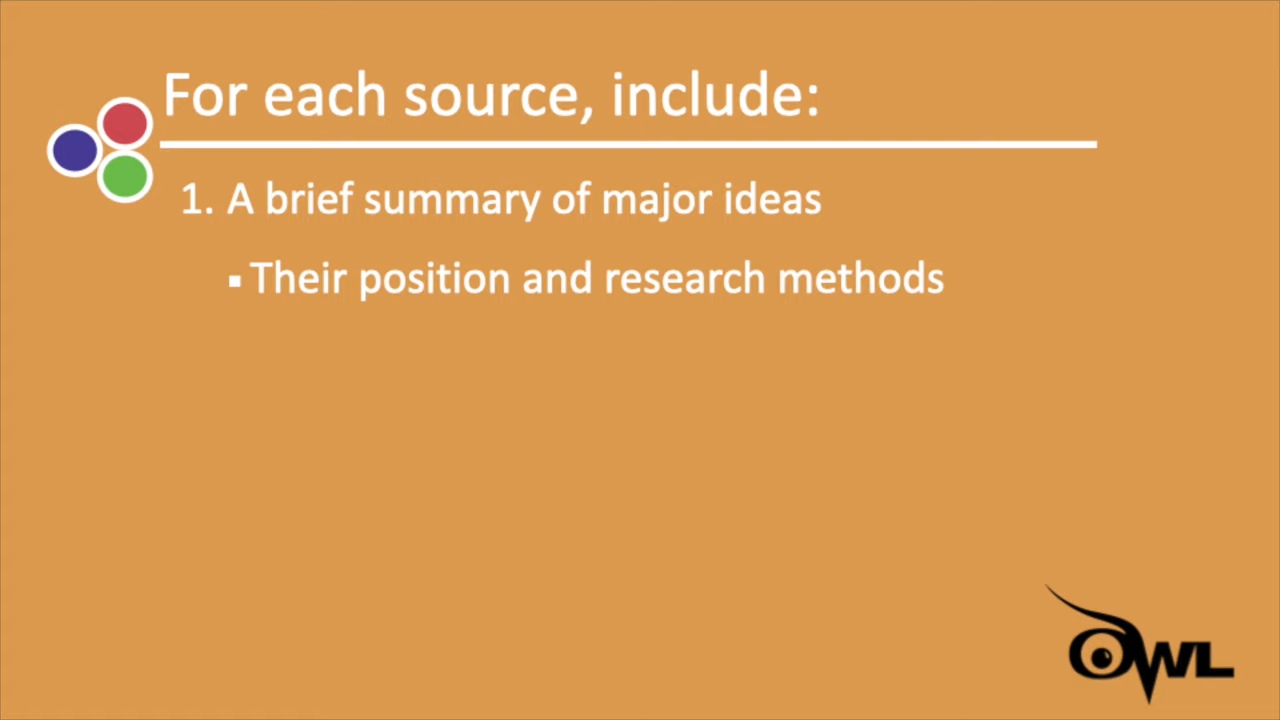 For each source, include:
1. A brief summary of major ideas
▪ Their position and research methods
OWL